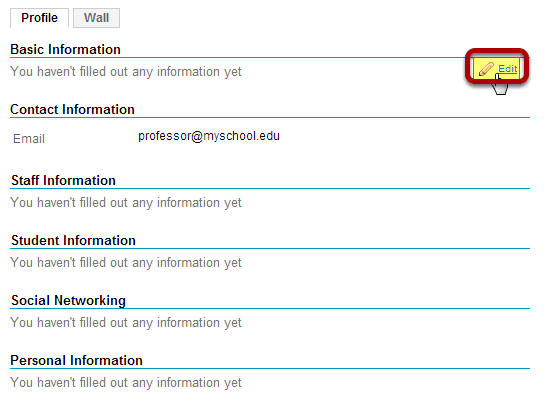 Profile Wall
Basic Information
You haven't filled out any information yet Edit
Contact Information
Email professor@myschool.edu
Staff Information
You haven't filled out any information yet
Student Information
You haven't filled out any information yet
Social Networking
You haven't filled out any information yet
Personal Information
You haven't filled out any information yet